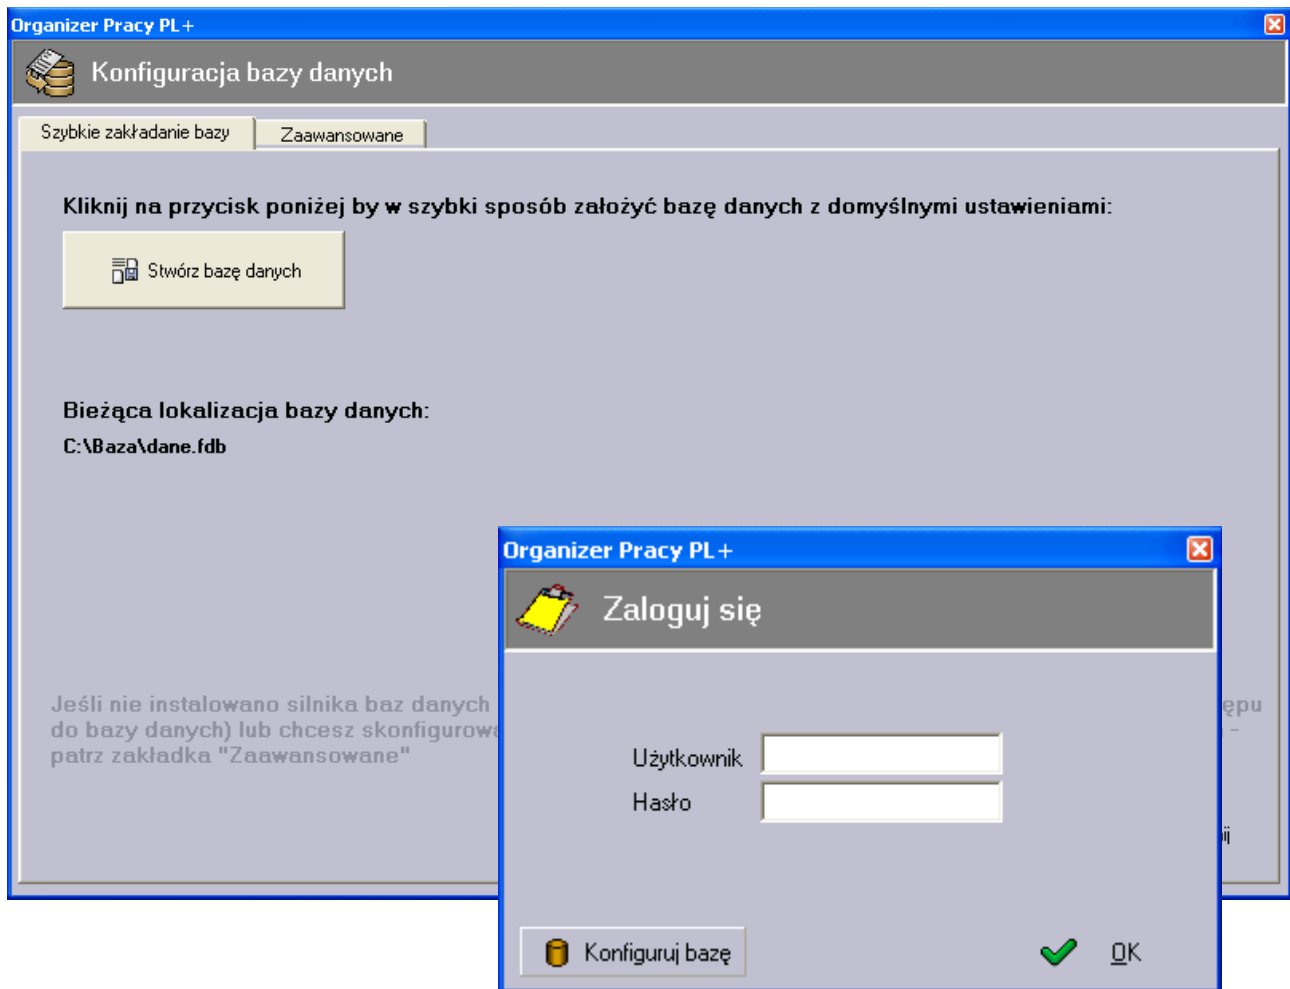 Organizer Pracy PL+
Konfiguracja bazy danych
Szybkie zakładanie bazy
Zaawansowane
Kliknij na przycisk poniżej by w szybki sposób założyć bazę danych z domyślnymi ustawieniami:
Stwórz bazę danych
Bieżąca lokalizacja bazy danych:
C:\Baza\dane.fdb
Jeśli nie instalowano silnika baz danych
do bazy danych) lub chcesz
patrz zakładka "Zaawansowane"
Organizer Pracy PL+
Zaloguj się
Użytkownik
Hasło
Konfiguruj bazę
OK